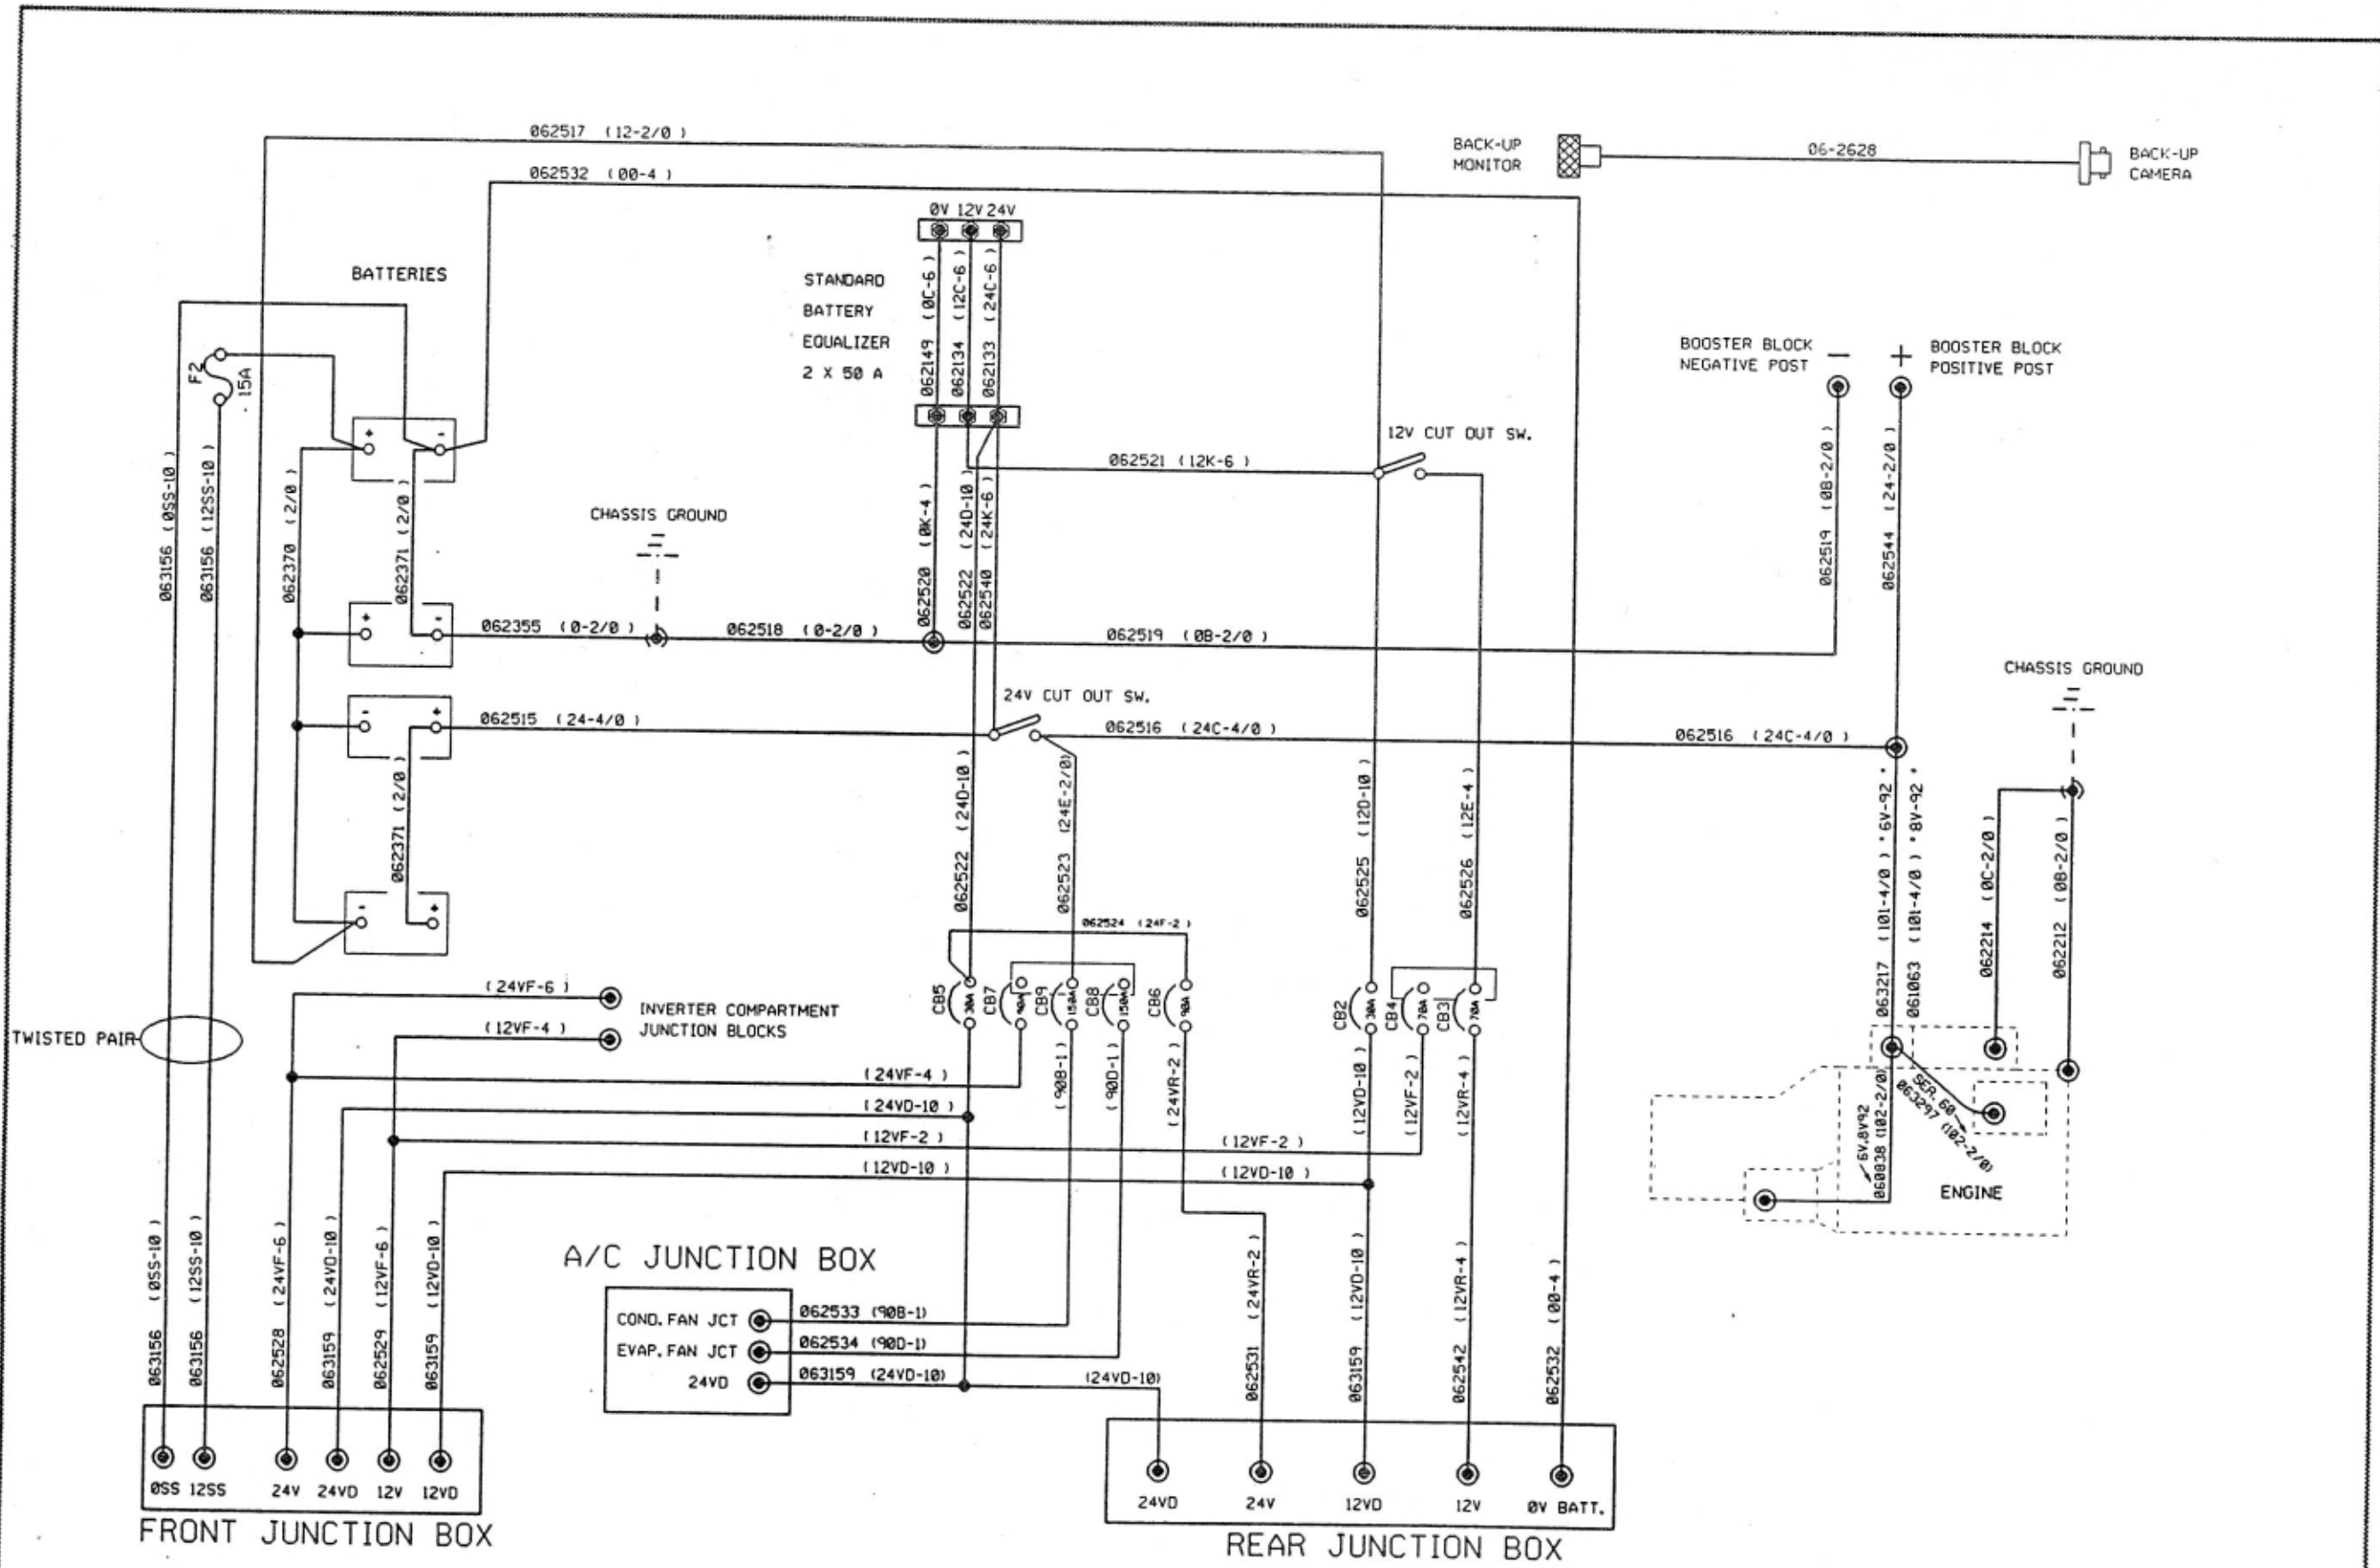 062517 (12-2/0 )
062532 (00-4 )
BACK-UP
MONITOR
06-2628
BACK-UP
CAMERA
0V 12V 24V
BATTERIES
STANDARD
BATTERY
EQUALIZER
2 X 50 A
062149 (0C-6 )
062134 (12C-6 )
062133 (24C-6 )
F2
15A
+
-
BOOSTER BLOCK
NEGATIVE POST
-
+
BOOSTER BLOCK
POSITIVE POST
12V CUT OUT SW.
062521 (12K-6 )
063156 (0SS-10 )
063156 (12SS-10 )
062370 (2/0 )
062371 (2/0 )
CHASSIS GROUND
062520 (0K-4 )
062522 (24D-10 )
062540 (24K-6 )
062519 (0B-2/0 )
062544 (24-2/0 )
+
-
062355 (0-2/0 )
062518 (0-2/0 )
062519 (0B-2/0 )
CHASSIS GROUND
-
+
24V CUT OUT SW.
062515 (24-4/0 )
062516 (24C-4/0 )
062516 (24C-4/0 )
062371 (2/0 )
062522 (24D-10 )
062523 (24E-2/0)
062525 (12D-10 )
062526 (12E-4 )
063217 (101-4/0 ) "6V-92 "
061063 (101-4/0 ) "8V-92 "
062214 (0C-2/0 )
062212 (0B-2/0 )
-
+
062524 (24F-2 )
(24VF-6 )
(12VF-4 )
INVERTER COMPARTMENT
JUNCTION BLOCKS
CB5
30A
CB7
90A
CB9
150A
CB8
150A
CB6
90A
CB2
30A
CB4
70A
CB3
70A
TWISTED PAIR
(24VF-4 )
(24VD-10 )
(12VF-2 )
(12VF-2 )
(12VD-10 )
(12VD-10 )
(90B-1 )
(90D-1 )
(24VR-2 )
(12VD-10 )
(12VF-2 )
(12VR-4 )
6V,8V92
060838 (102-2/0)
SER. 60
063297 (102-2/0)
ENGINE
063156 (0SS-10 )
063156 (12SS-10 )
062528 (24VF-6 )
063159 (24VD-10 )
062529 (12VF-6 )
063159 (12VD-10 )
A/C JUNCTION BOX
COND. FAN JCT
062533 (90B-1)
EVAP. FAN JCT
062534 (90D-1)
24VD
063159 (24VD-10)
(24VD-10)
062531 (24VR-2 )
063159 (12VD-10 )
062542 (12VR-4 )
062532 (00-4 )
0SS 12SS 24V 24VD 12V 12VD
FRONT JUNCTION BOX
24VD 24V 12VD 12V 0V BATT.
REAR JUNCTION BOX